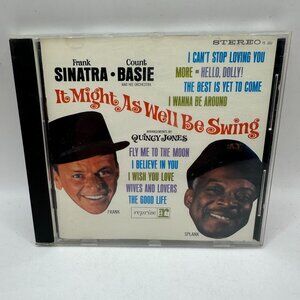 STEREO
Frank
SINATRA · Count BASIE
AND HIS ORCHESTRA
I CAN'T STOP LOVING YOU
MORE • HELLO, DOLLY!
THE BEST IS YET TO COME
I WANNA BE AROUND
It Might As Well Be Swing
ARRANGEMENTS BY
QUINCY JONES
FLY ME TO THE MOON
I BELIEVE IN YOU
I WISH YOU LOVE
WIVES AND LOVERS
THE GOOD LIFE
reprise
FRANK
SPLANK